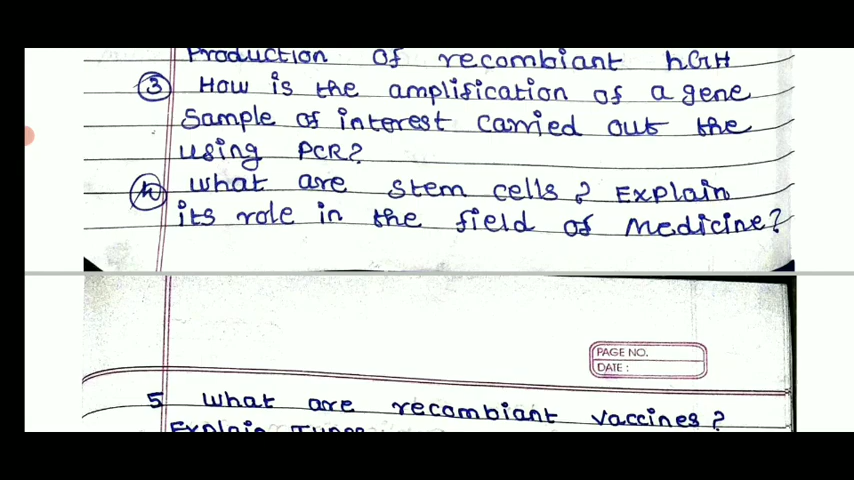 Production of recombiant hGH
③ How is the amplification of a gene
Sample of interest carried out the
using PCR?
What are stem cells? Explain
its role in the field of Medicine?
PAGE NO.
DATE :
5 What are recombiant vaccines?
Explain Types